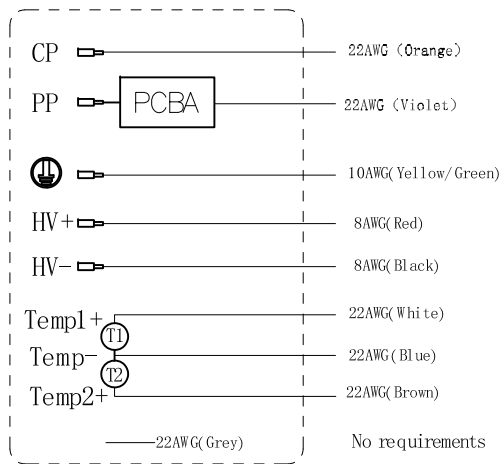 CP 22AWG (Orange)
PP PCBA 22AWG (Violet)
10AWG(Yellow/Green)
HV+ 8AWG(Red)
HV- 8AWG(Black)
Temp1+ 22AWG(White)
T1
Temp- 22AWG(Blue)
T2
Temp2+ 22AWG(Brown)
22AWG(Grey) No requirements